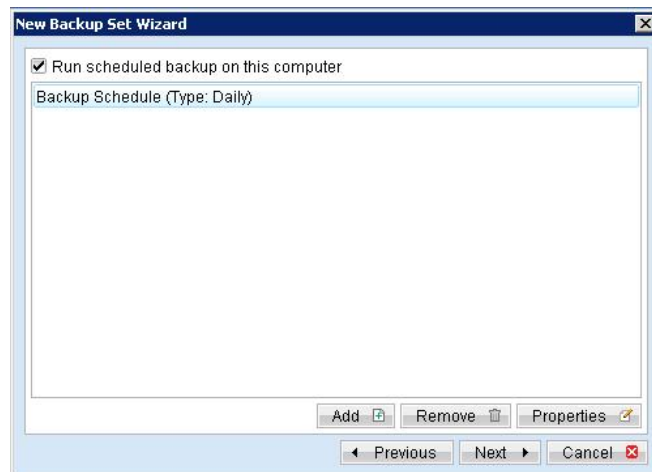 New Backup Set Wizard
Run scheduled backup on this computer
Backup Schedule (Type: Daily)
Add Remove Properties
Previous Next Cancel